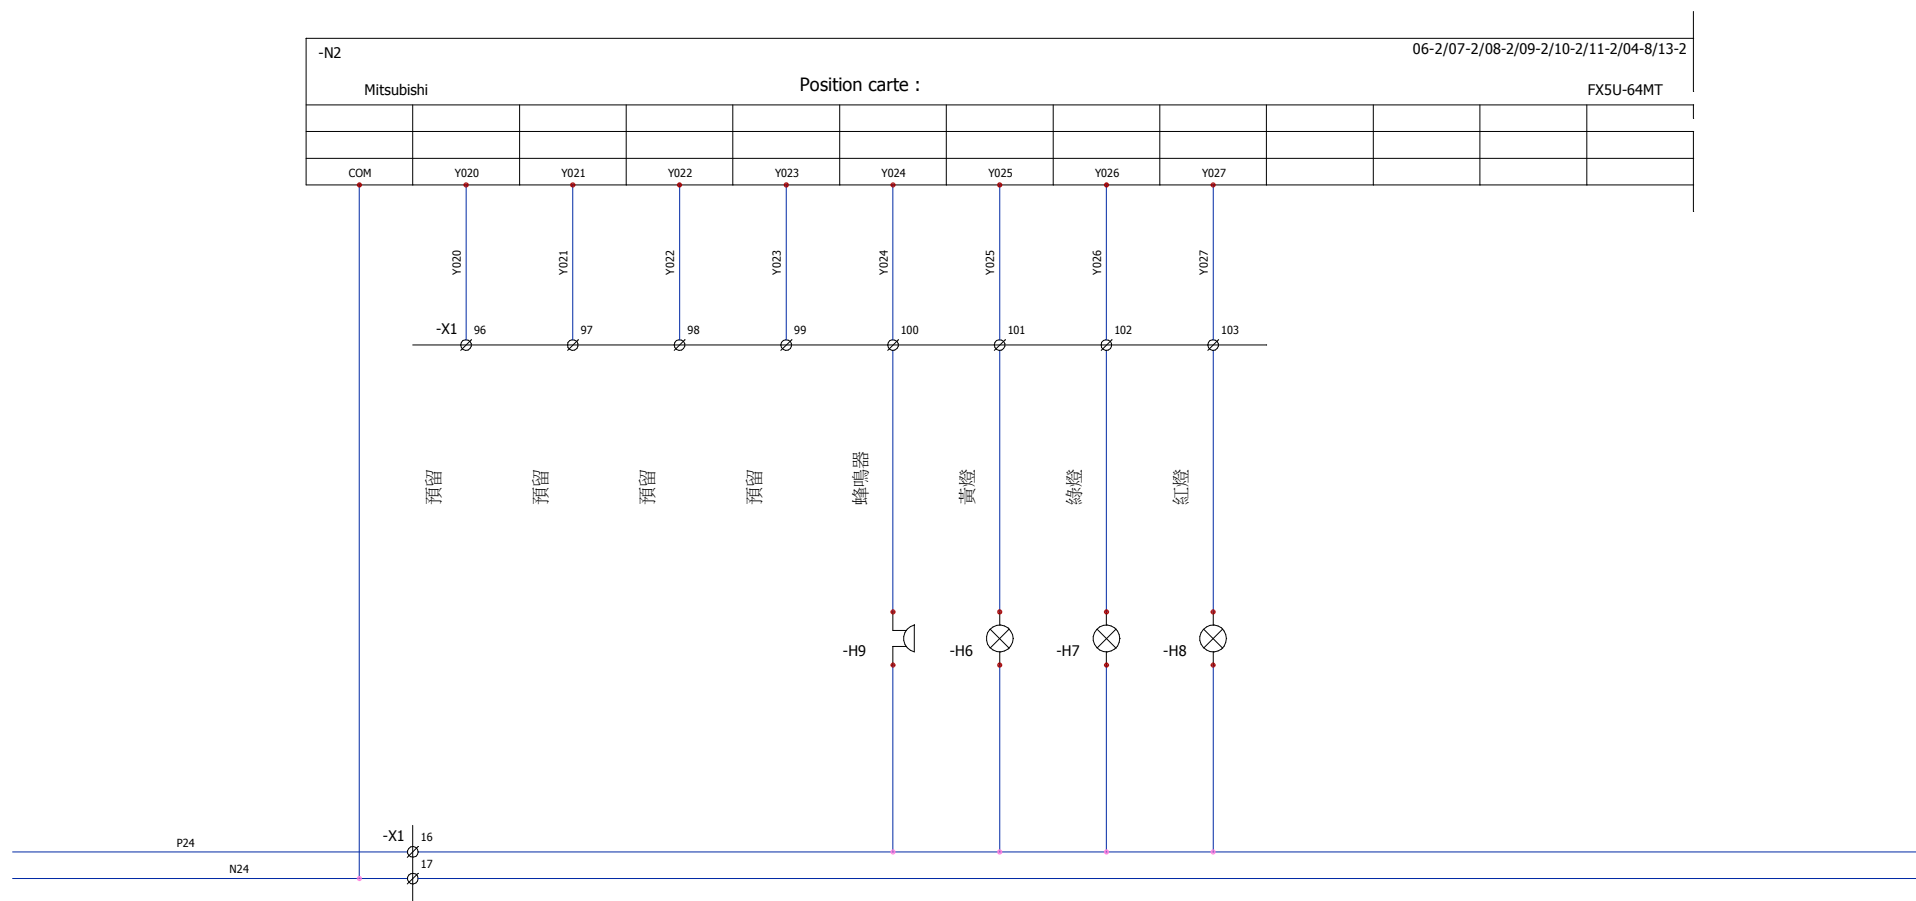 -N2
06-2/07-2/08-2/09-2/10-2/11-2/04-8/13-2
Mitsubishi
Position carte :
FX5U-64MT
COM Y020 Y021 Y022 Y023 Y024 Y025 Y026 Y027
Y020 Y021 Y022 Y023 Y024 Y025 Y026 Y027
-X1 96 97 98 99 100 101 102 103
預留 預留 預留 預留 蜂鳴器 黃燈 綠燈 紅燈
-H9 -H6 -H7 -H8
-X1 16
P24
17
N24